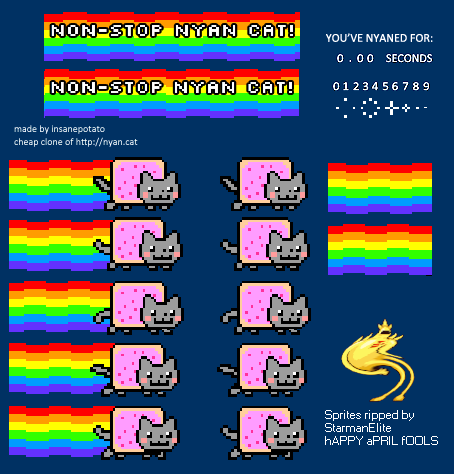 NON-STOP NYAN CAT!
YOU'VE NYANED FOR:
0.00 SECONDS
NON-STOP NYAN CAT!
0123456789
made by insanepotato
cheap clone of http://nyan.cat
Sprites ripped by
StarmanElite
hAPPY aPRIL fOOLS